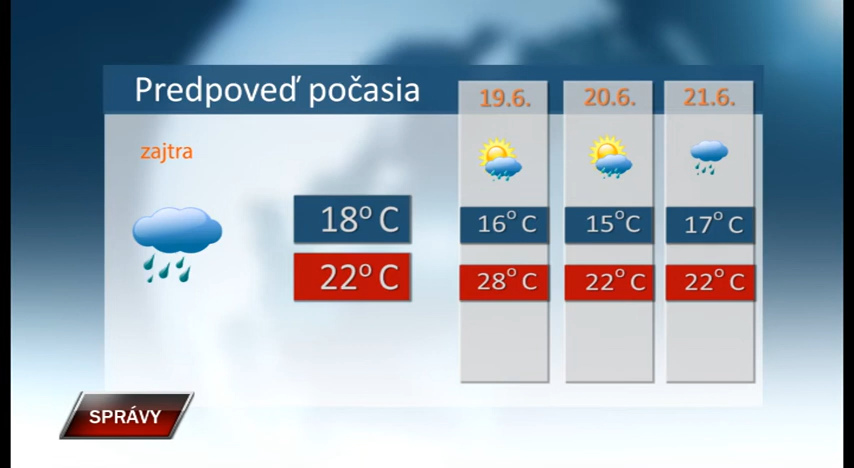 Predpoveď počasia
zajtra
18° C
22° C
19.6. 20.6. 21.6.
16° C 15°C 17° C
28° C 22° C 22° C
SPRÁVY